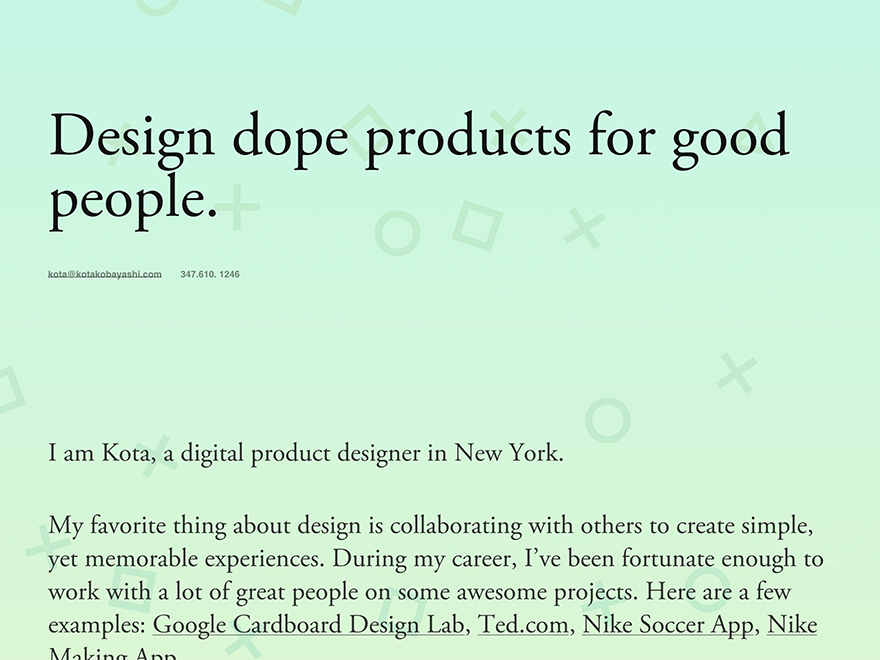 Design dope products for good
people.
kota@kotakobayashi.com 347.610. 1246
I am Kota, a digital product designer in New York.
My favorite thing about design is collaborating with others to create simple,
yet memorable experiences. During my career, I’ve been fortunate enough to
work with a lot of great people on some awesome projects. Here are a few
examples: Google Cardboard Design Lab, Ted.com, Nike Soccer App, Nike
Making App